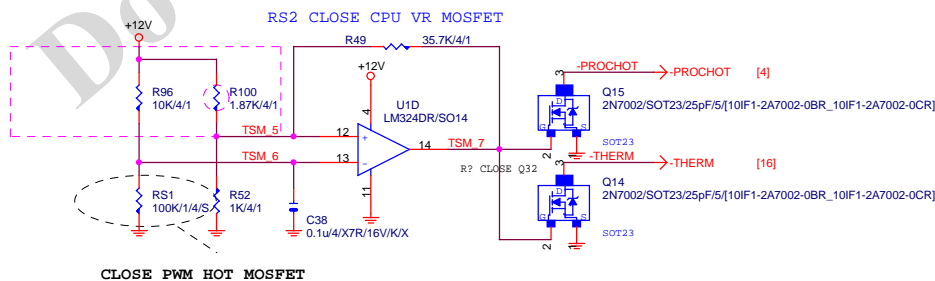 Do
RS2 CLOSE CPU VR MOSFET
+12V
R49
35.7K/4/1
+12V
R96
10K/4/1
R100
1.87K/4/1
U1D
LM324DR/SO14
4
TSM_5
12
+
TSM_6
13
-
14
TSM_7
11
R? CLOSE Q32
RS1
100K/1/4/S
R52
1K/4/1
C38
0.1u/4/X7R/16V/K/X
CLOSE PWM HOT MOSFET
3
-PROCHOT
-PROCHOT [4]
Q15
2N7002/SOT23/25pF/5/[10IF1-2A7002-0BR_10IF1-2A7002-0CR]
G
S
2
1
SOT23
3
-THERM
-THERM [16]
Q14
2N7002/SOT23/25pF/5/[10IF1-2A7002-0BR_10IF1-2A7002-0CR]
G
S
2
1
SOT23